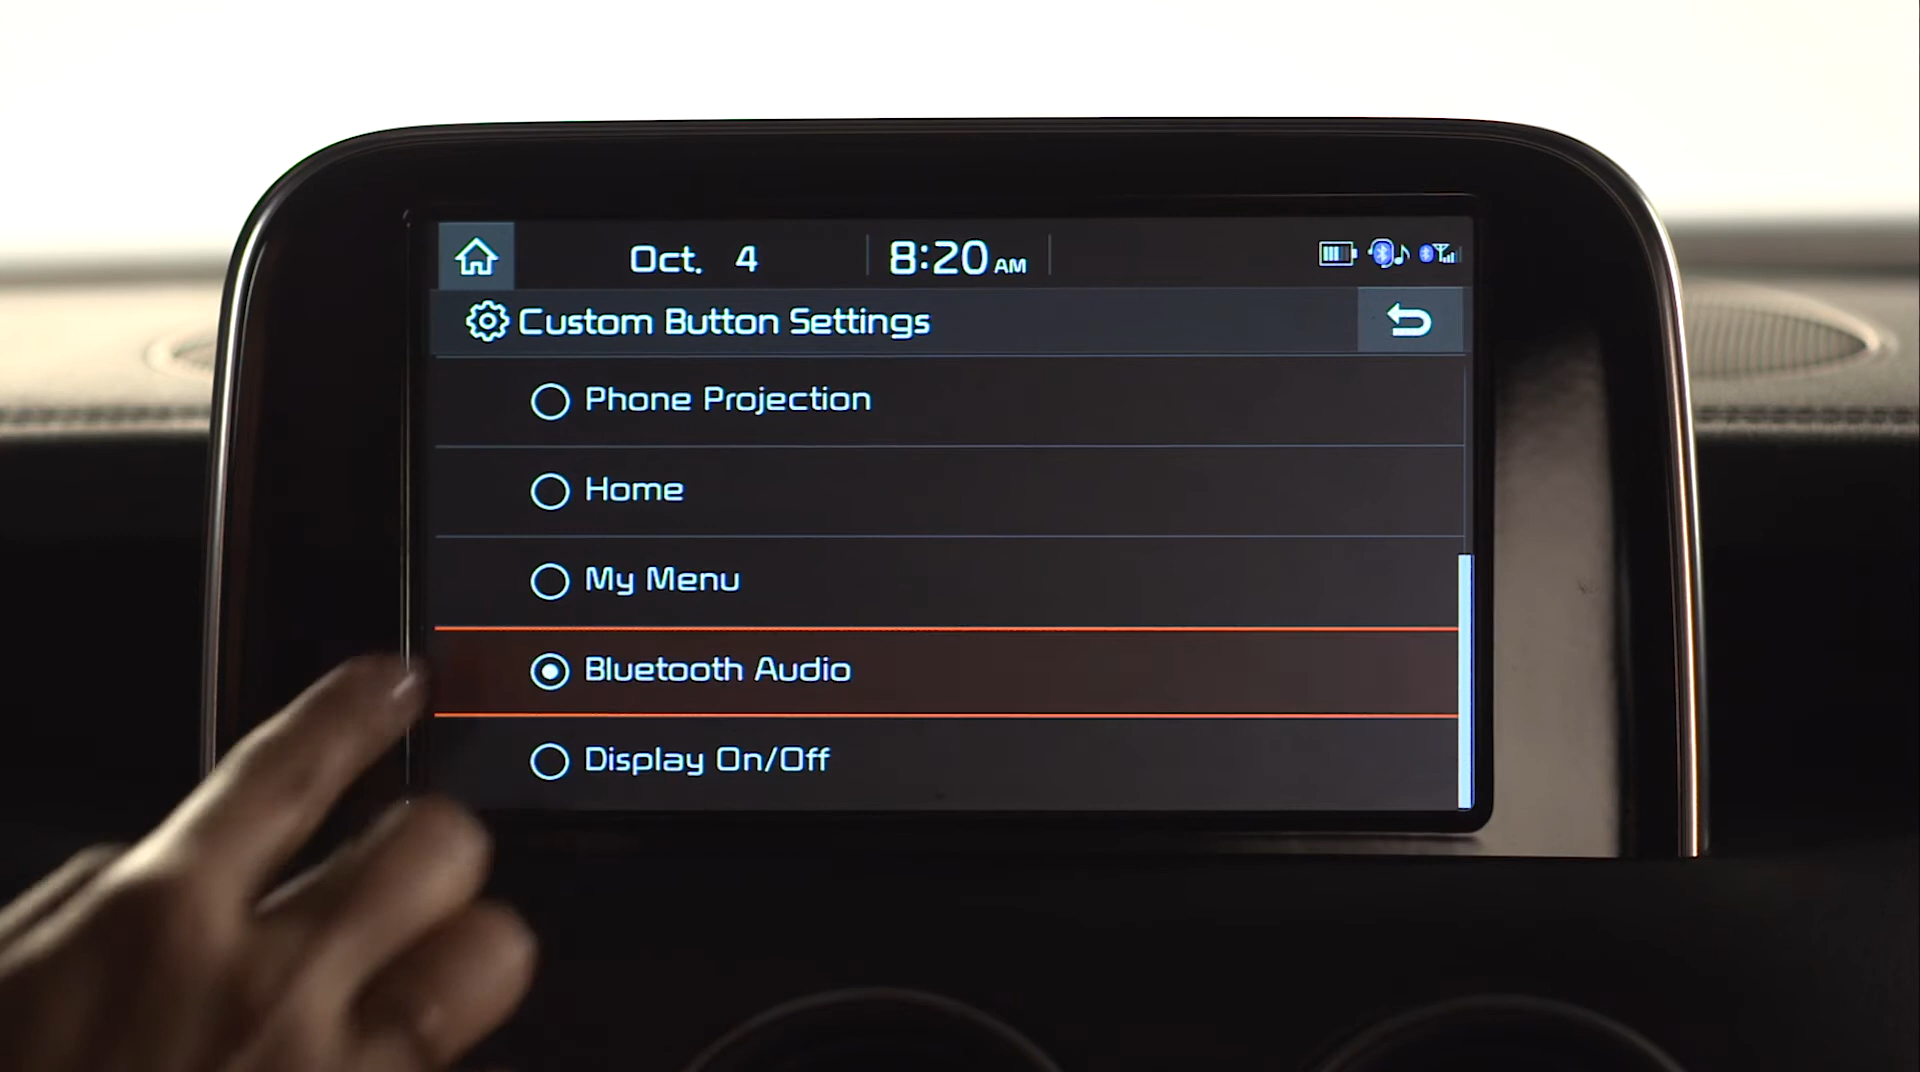 Oct. 4 8:20 AM
Custom Button Settings
Phone Projection
Home
My Menu
Bluetooth Audio
Display On/Off